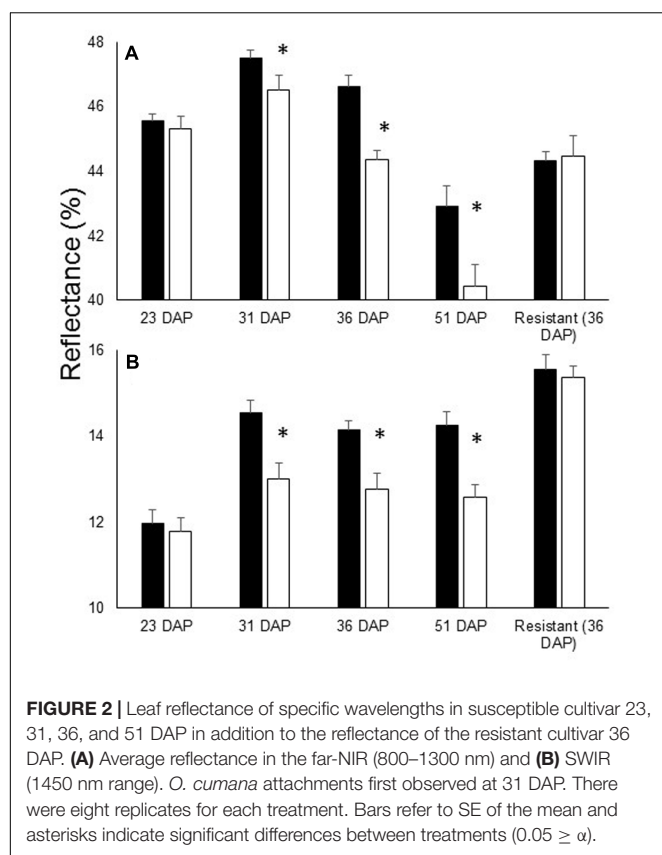 48
A
*
46
*
44
*
42
40
23 DAP
31 DAP
36 DAP
51 DAP
Resistant (36
DAP)
Reflectance (%)
16
B
14
*
*
*
12
10
23 DAP
31 DAP
36 DAP
51 DAP
Resistant (36
DAP)
FIGURE 2 | Leaf reflectance of specific wavelengths in susceptible cultivar 23,
31, 36, and 51 DAP in addition to the reflectance of the resistant cultivar 36
DAP. (A) Average reflectance in the far-NIR (800–1300 nm) and (B) SWIR
(1450 nm range). O. cumana attachments first observed at 31 DAP. There
were eight replicates for each treatment. Bars refer to SE of the mean and
asterisks indicate significant differences between treatments (0.05 ≥ α).